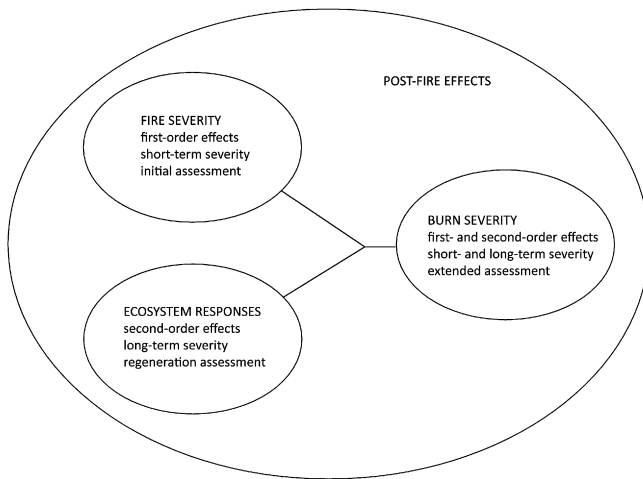 POST-FIRE EFFECTS
FIRE SEVERITY
first-order effects
short-term severity
initial assessment
BURN SEVERITY
first- and second-order effects
short- and long-term severity
extended assessment
ECOSYSTEM RESPONSES
second-order effects
long-term severity
regeneration assessment